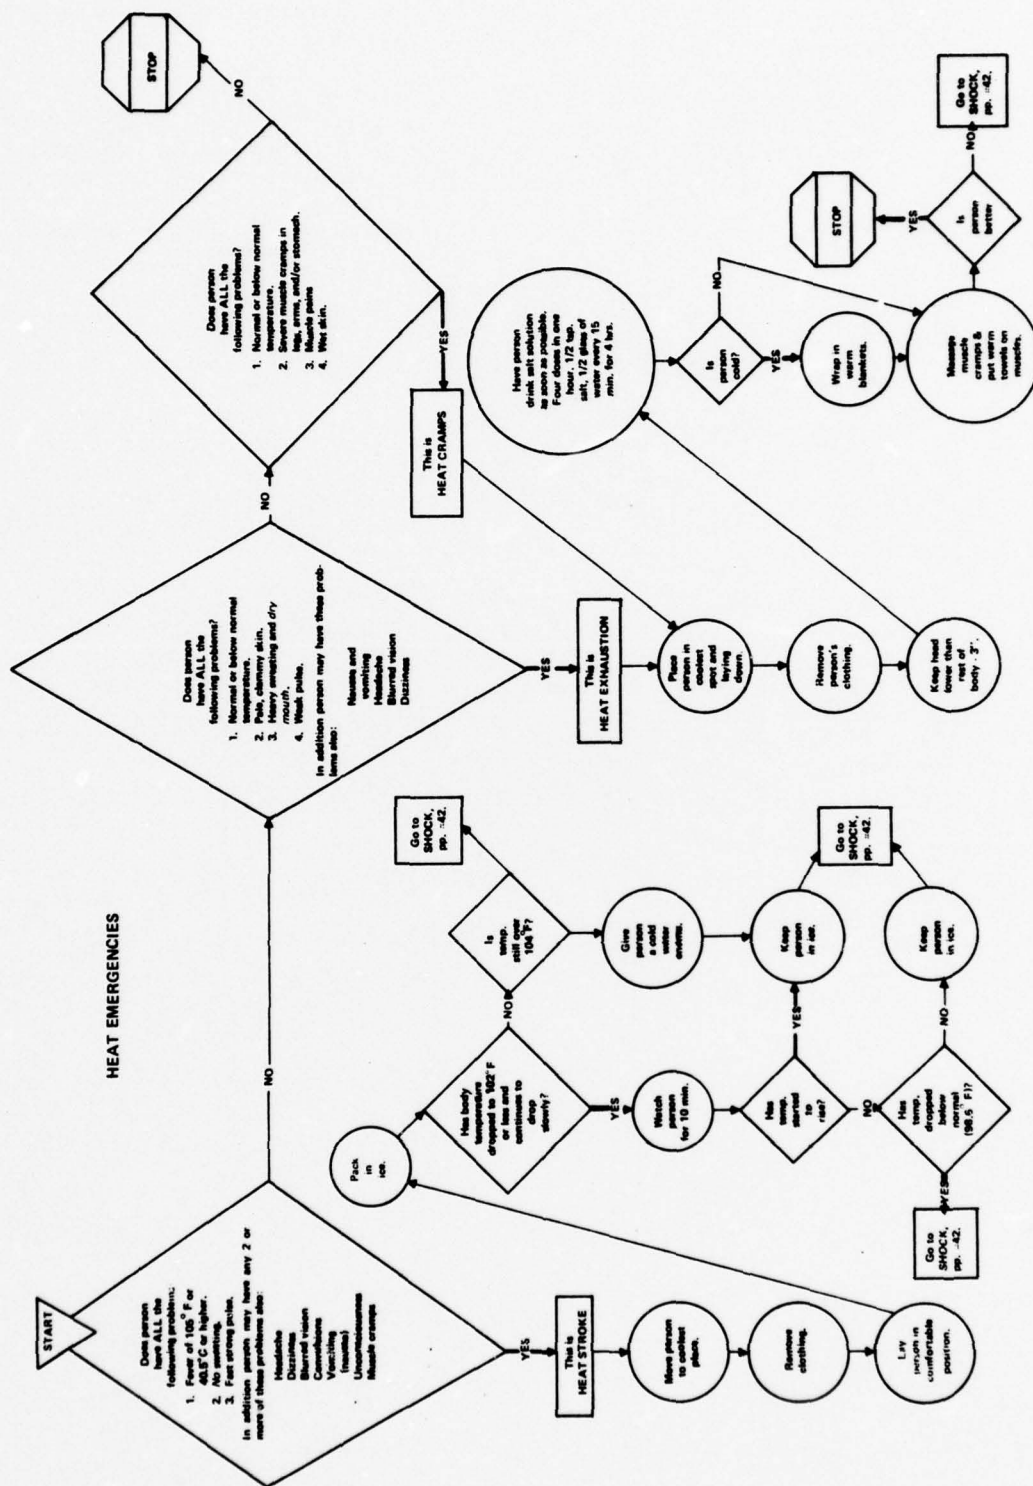 HEAT EMERGENCIES
START
Does person
have ALL the
following problem:
1. Fever of 105° F or
40.5°C or higher.
2. No sweating.
3. Fast strong pulse.
In addition person may have any 2 or
more of these problems also:
Headache
Dizziness
Blurred vision
Convulsions
Vomiting
Unconsciousness
Muscle cramps
NO
YES
This is
HEAT STROKE
Move person
to coolest
place.
Remove
clothing.
Lay
person in
comfortable
position.
Pack
in
ice.
Has body
temperature
dropped to 102° F
or less and
continues to
drop
slowly?
NO
YES
Is
temp.
still over
104°F?
Go to
SHOCK,
pp. =42.
Give
person
a cold
water
enema.
Keep
person
in ice.
Watch
person
for 10 min.
Has
temp.
started
to
rise?
YES
NO
Go to
SHOCK,
pp. =42.
Has
temp.
dropped
below
normal
(98.6° F)?
NO
Keep
person
in ice.
YES
Go to
SHOCK,
pp. =42.
Does person
have ALL the
following problems?
1. Normal or below normal
temperature.
2. Pale, clammy skin.
3. Heavy sweating and dry
mouth.
4. Weak pulse.
In addition person may have these prob-
lems also:
Nausea and
vomiting
Headache
Blurred vision
Dizziness
NO
YES
This is
HEAT EXHAUSTION
Place
person in
coolest
spot and
laying
down.
Remove
person's
clothing.
Keep head
lower than
rest of
body - 3".
Does person
have ALL the
following problems?
1. Normal or below normal
temperature.
2. Severe muscle cramps in
legs, arms, and/or stomach.
3. Muscle pains
4. Wet skin.
NO
STOP
YES
This is
HEAT CRAMPS
Have person
drink salt solution
as soon as possible.
Four doses in one
hour. 1/2 tsp.
salt, 1/2 glass of
water every 15
min. for 4 hrs.
Is
person
cold?
NO
YES
Wrap in
warm
blankets.
Massage
muscle
cramps &
put warm
towels on
muscles.
Is
person
better
YES
STOP
NO
Go to
SHOCK,
pp. =42.